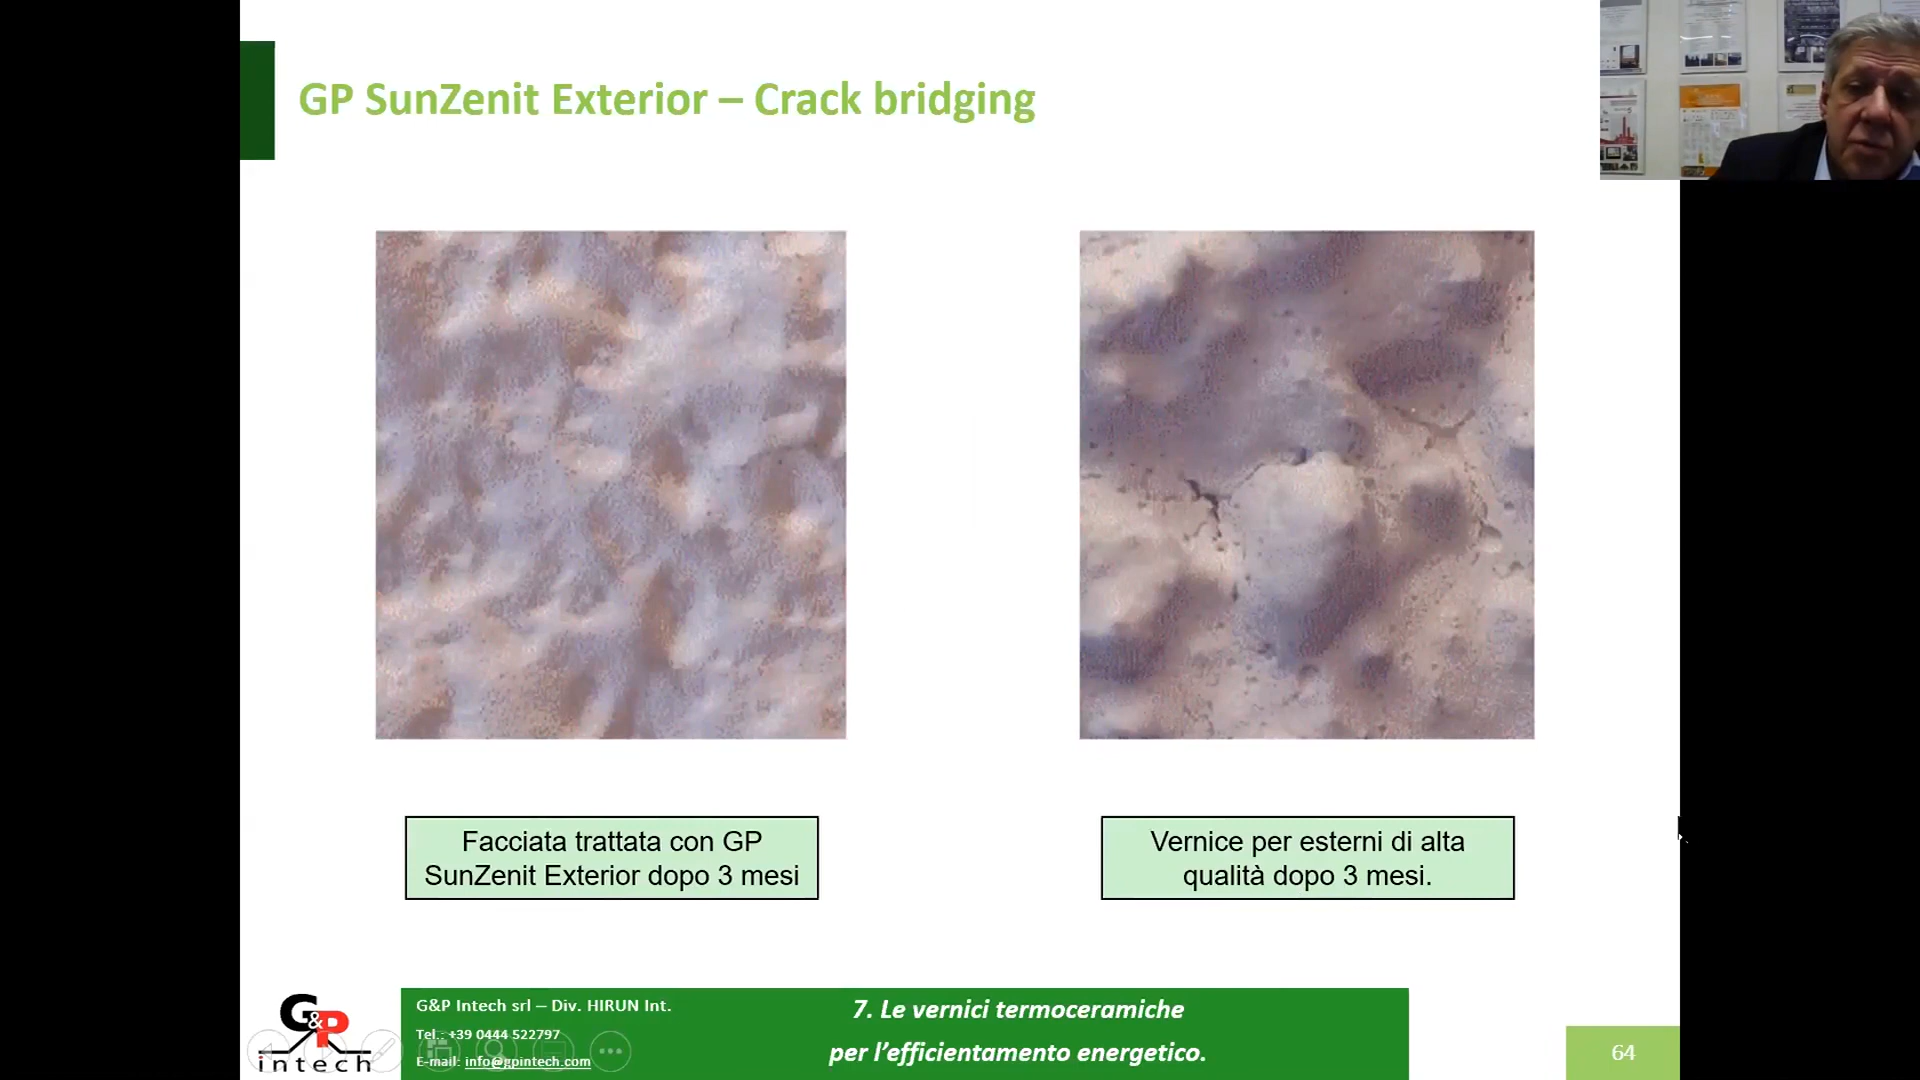 GP SunZenit Exterior – Crack bridging
Facciata trattata con GP
SunZenit Exterior dopo 3 mesi
Vernice per esterni di alta
qualità dopo 3 mesi.
G&P
intech
G&P Intech srl – Div. HIRUN Int.
Tel.: +39 0444 522797
E-mail: info@gpintech.com
7. Le vernici termoceramiche
per l’efficientamento energetico.
64